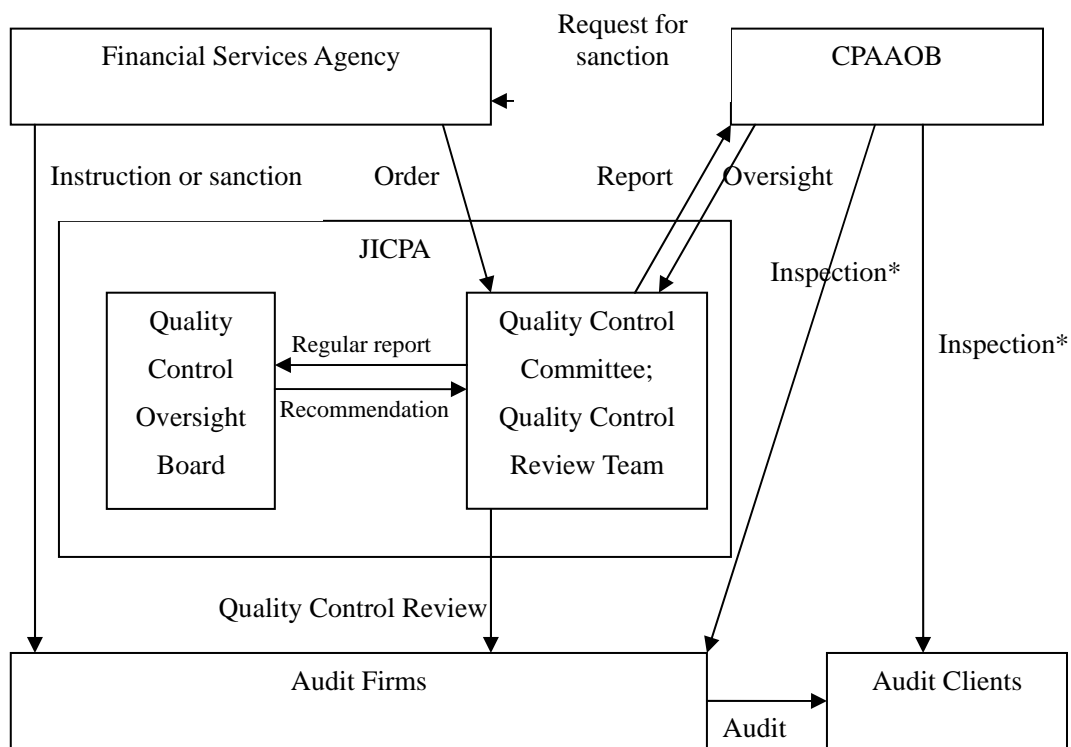 Request for
sanction
Financial Services Agency
CPAAOB
Instruction or sanction
Order
Report
Oversight
JICPA
Inspection*
Quality
Control
Oversight
Board
Regular report
Recommendation
Quality Control
Committee;
Quality Control
Review Team
Inspection*
Quality Control Review
Audit Firms
Audit Clients
Audit